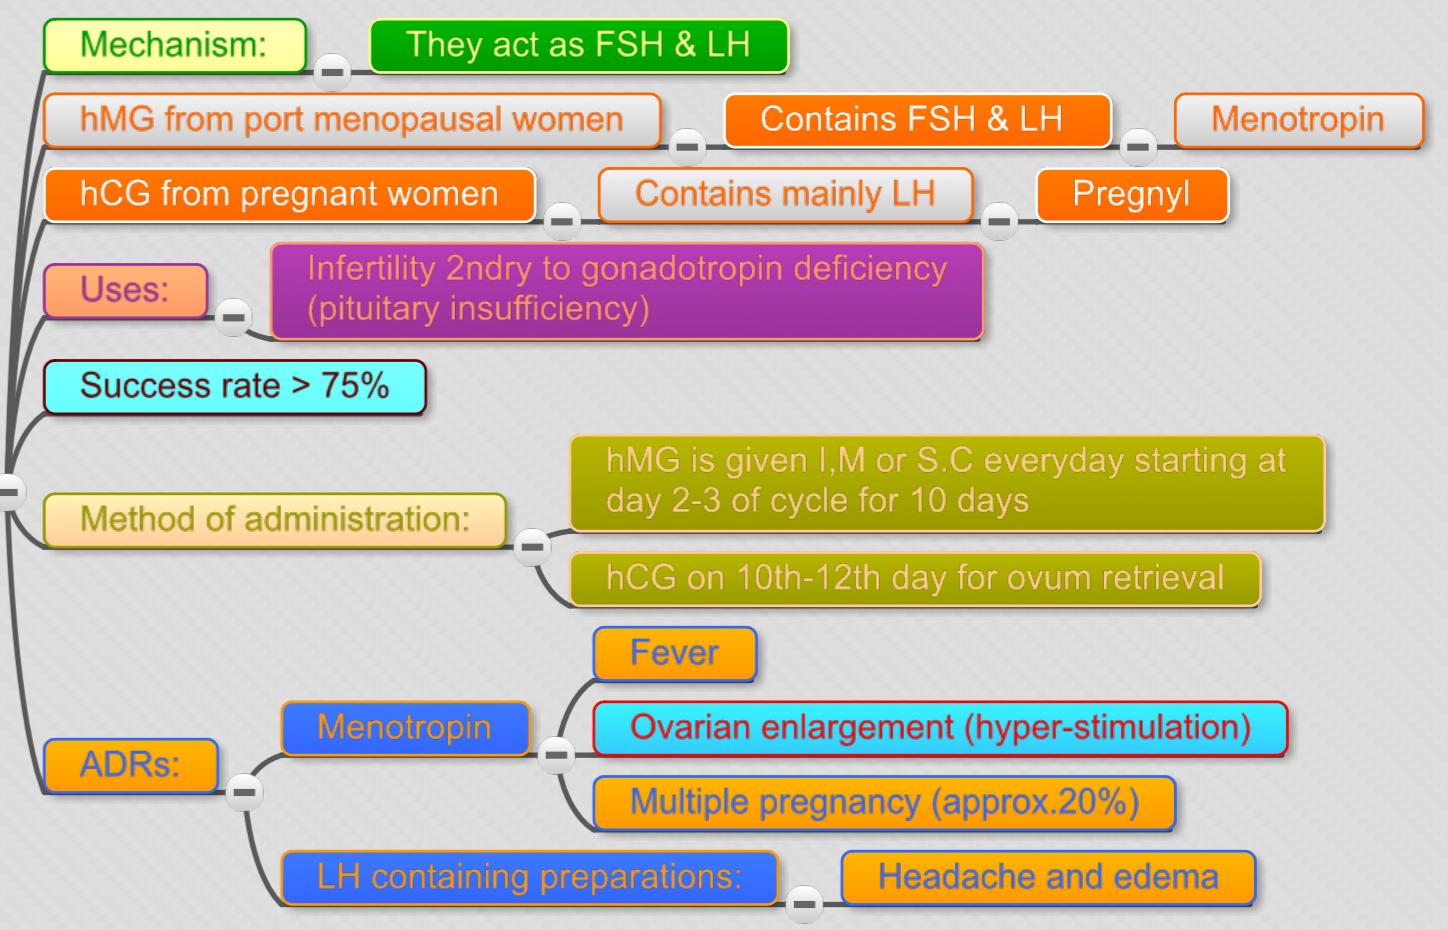 Mechanism:
They act as FSH & LH
hMG from port menopausal women
Contains FSH & LH
Menotropin
hCG from pregnant women
Contains mainly LH
Pregnyl
Uses:
Infertility 2ndry to gonadotropin deficiency
(pituitary insufficiency)
Success rate > 75%
Method of administration:
hMG is given I,M or S.C everyday starting at
day 2-3 of cycle for 10 days
hCG on 10th-12th day for ovum retrieval
ADRs:
Menotropin
Fever
Ovarian enlargement (hyper-stimulation)
Multiple pregnancy (approx.20%)
LH containing preparations:
Headache and edema